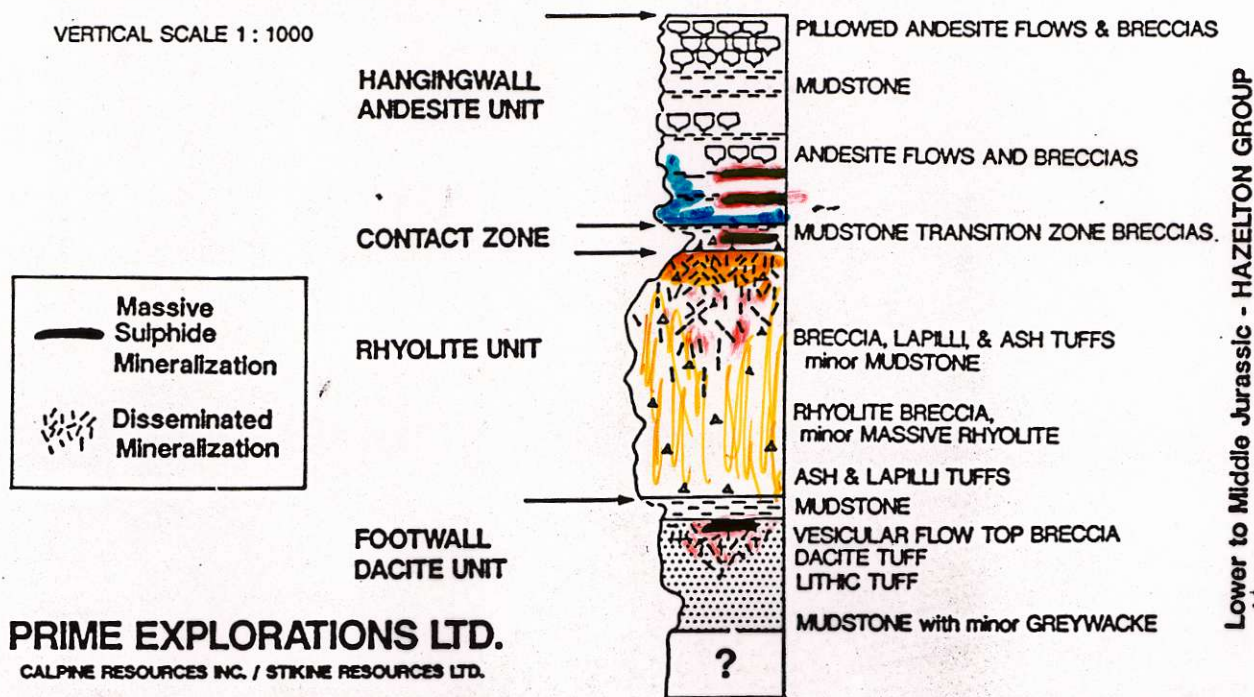 VERTICAL SCALE 1 : 1000
HANGINGWALL
ANDESITE UNIT
CONTACT ZONE
RHYOLITE UNIT
FOOTWALL
DACITE UNIT
PILLOWED ANDESITE FLOWS & BRECCIAS
MUDSTONE
ANDESITE FLOWS AND BRECCIAS
MUDSTONE TRANSITION ZONE BRECCIAS.
BRECCIA, LAPILLI, & ASH TUFFS
minor MUDSTONE
RHYOLITE BRECCIA,
minor MASSIVE RHYOLITE
ASH & LAPILLI TUFFS
MUDSTONE
VESICULAR FLOW TOP BRECCIA
DACITE TUFF
LITHIC TUFF
MUDSTONE with minor GREYWACKE
?
Lower to Middle Jurassic - HAZELTON GROUP
Massive
Sulphide
Mineralization
Disseminated
Mineralization
PRIME EXPLORATIONS LTD.
CALPINE RESOURCES INC. / STIKINE RESOURCES LTD.